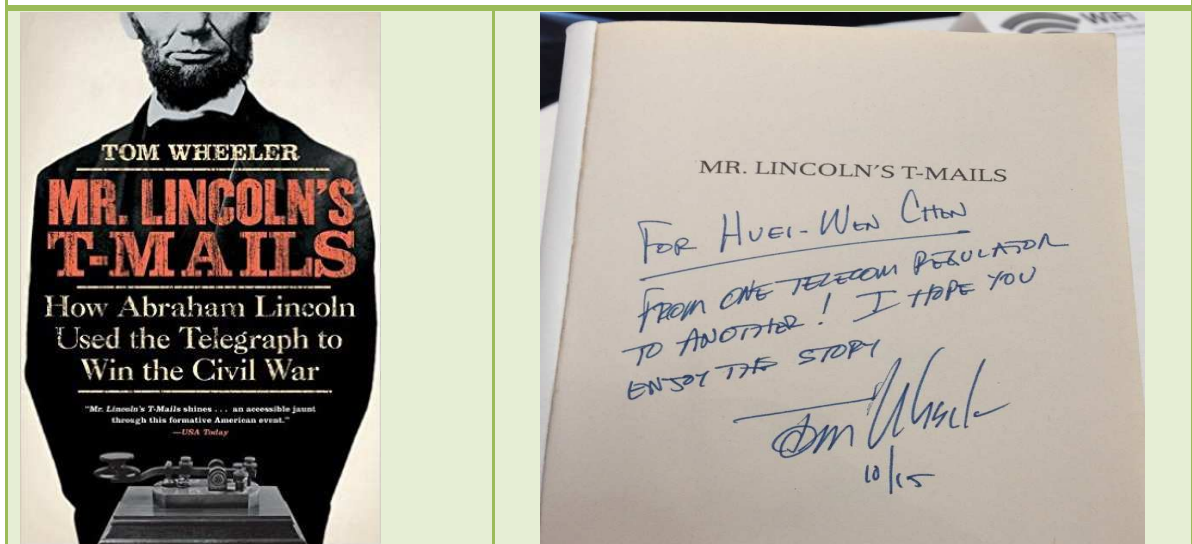 TOM WHEELER
MR. LINCOLN'S
T-MAILS
How Abraham Lincoln
Used the Telegraph to
Win the Civil War
"Mr. Lincoln's T-Mails shines . . . an accessible jaunt
through this formative American event."
—USA Today
WiFi
MR. LINCOLN'S T-MAILS
FOR HUEI-WEN CHEN
FROM ONE TELECOM REGULATOR
TO ANOTHER! I HOPE YOU
ENJOY THE STORY
Tom Wheeler
10/15